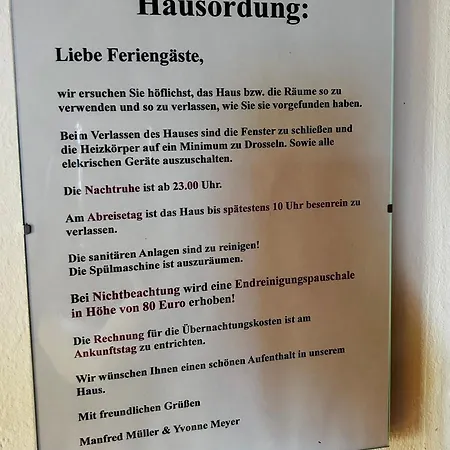 Hausordung:
Liebe Feriengäste,
wir ersuchen Sie höflichst, das Haus bzw. die Räume so zu
verwenden und so zu verlassen, wie Sie sie vorgefunden haben.
Beim Verlassen des Hauses sind die Fenster zu schließen und
die Heizkörper auf ein Minimum zu Drosseln. Sowie alle
elekrischen Geräte auszuschalten.
Die Nachtruhe ist ab 23.00 Uhr.
Am Abreisetag ist das Haus bis spätestens 10 Uhr besenrein zu
verlassen.
Die sanitären Anlagen sind zu reinigen!
Die Spülmaschine ist auszuräumen.
Bei Nichtbeachtung wird eine Endreinigungspauschale
in Höhe von 80 Euro erhoben!
Die Rechnung für die Übernachtungskosten ist am
Ankunftstag zu entrichten.
Wir wünschen Ihnen einen schönen Aufenthalt in unserem
Haus.
Mit freundlichen Grüßen
Manfred Müller & Yvonne Meyer